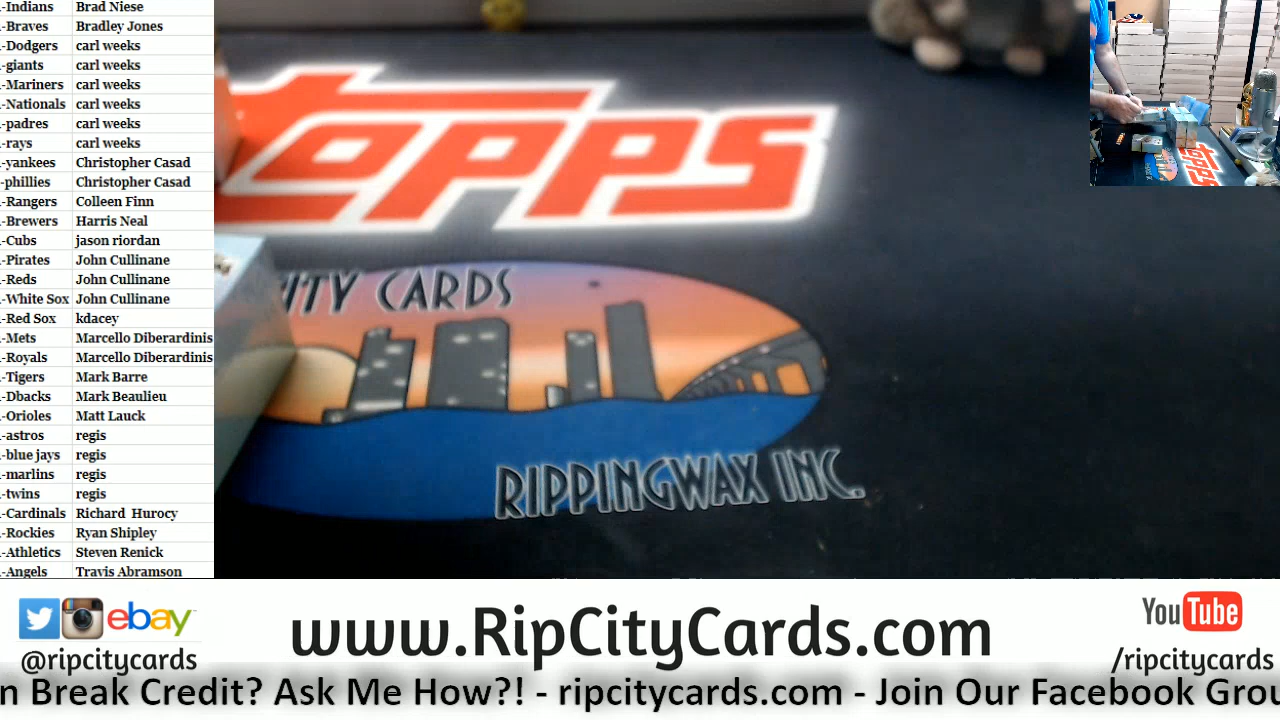 -Indians Brad Niese
-Braves Bradley Jones
-Dodgers carl weeks
-giants carl weeks
-Mariners carl weeks
-Nationals carl weeks
-padres carl weeks
-rays carl weeks
-yankees Christopher Casad
-phillies Christopher Casad
-Rangers Colleen Finn
-Brewers Harris Neal
-Cubs jason riordan
-Pirates John Cullinane
-Reds John Cullinane
-White Sox John Cullinane
-Red Sox kdacey
-Mets Marcello Diberardinis
-Royals Marcello Diberardinis
-Tigers Mark Barre
-Dbacks Mark Beaulieu
-Orioles Matt Lauck
-astros regis
-blue jays regis
-marlins regis
-twins regis
-Cardinals Richard Hurocy
-Rockies Ryan Shipley
-Athletics Steven Renick
-Angels Travis Abramson
topps
ITY CARDS
RIPPINGWAX INC.
topps
ebay
@ripcitycards
www.RipCityCards.com
YouTube
/ripcitycards
n Break Credit? Ask Me How?! - ripcitycards.com - Join Our Facebook Grou